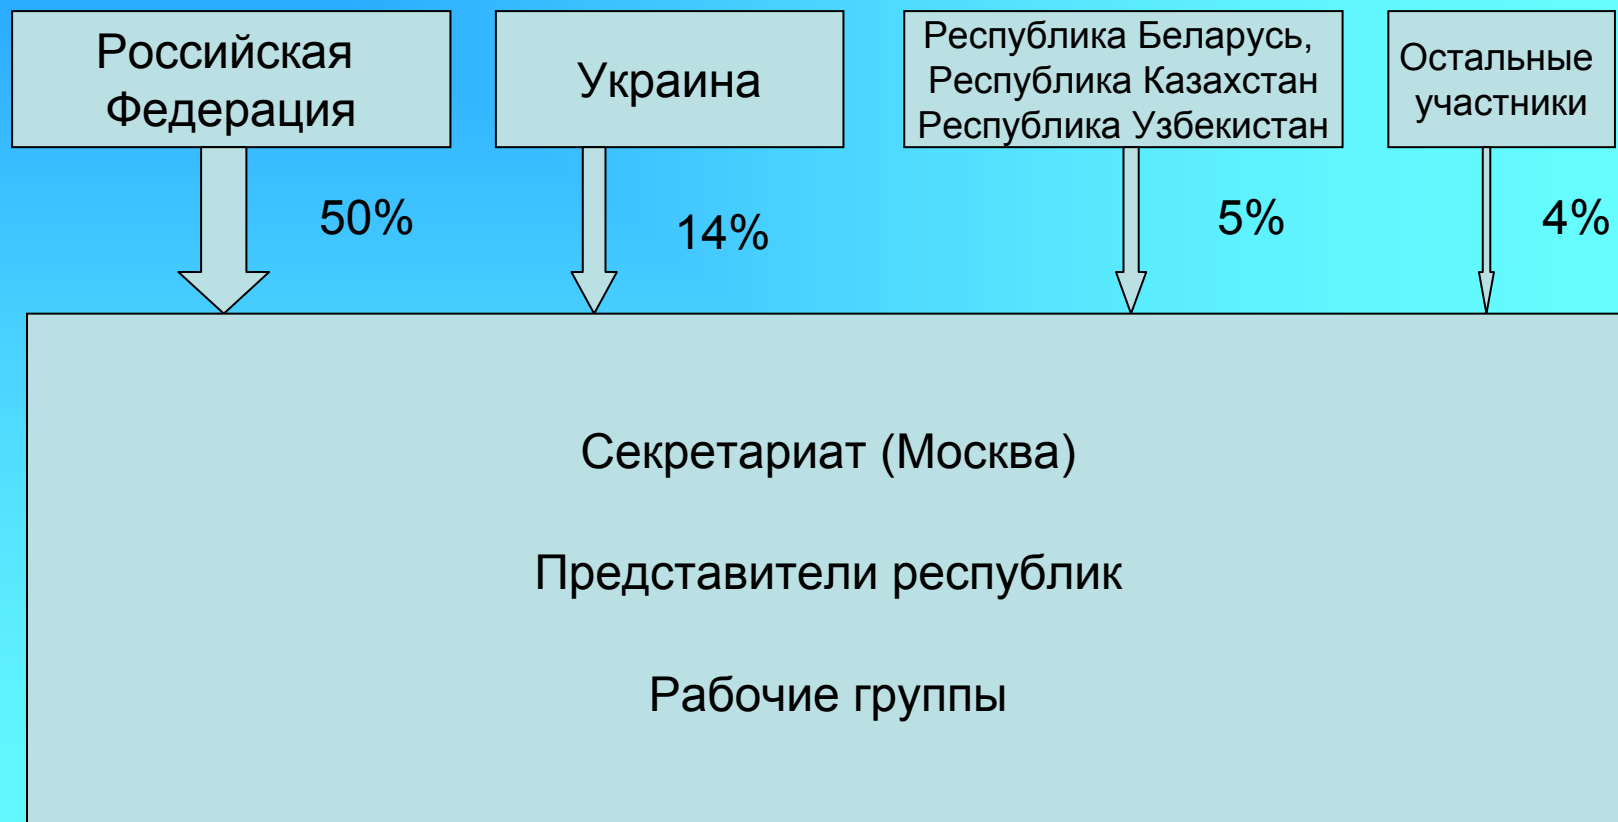 Российская
Федерация
Украина
Республика Беларусь,
Республика Казахстан
Республика Узбекистан
Остальные
участники
50%
14%
5%
4%
Секретариат (Москва)
Представители республик
Рабочие группы